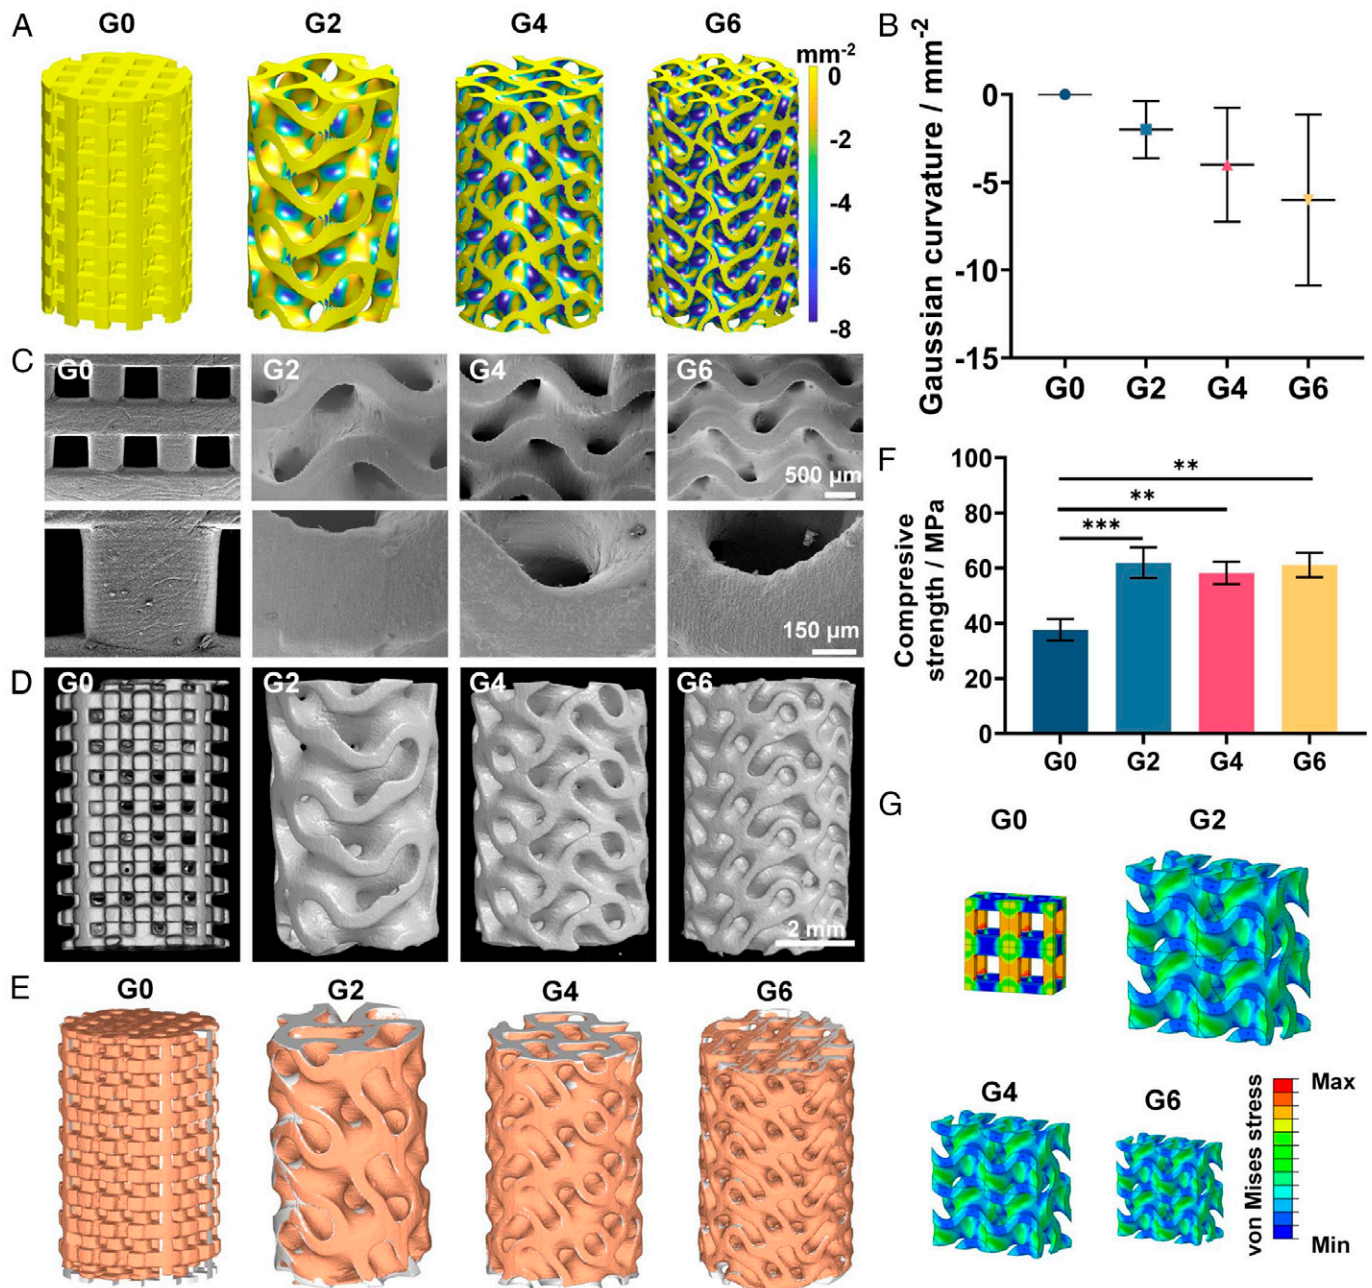 A
G0
G2
G4
G6
mm-2
0
-2
-4
-6
-8
B
Gaussian curvature / mm-2
0
-5
-10
-15
G0
G2
G4
G6
C
G0
G2
G4
G6
500 µm
150 µm
D
G0
G2
G4
G6
2 mm
E
G0
G2
G4
G6
F
Compresive
strength / MPa
100
80
60
40
20
0
**
**
***
G0
G2
G4
G6
G
G0
G2
G4
G6
von Mises stress
Max
Min